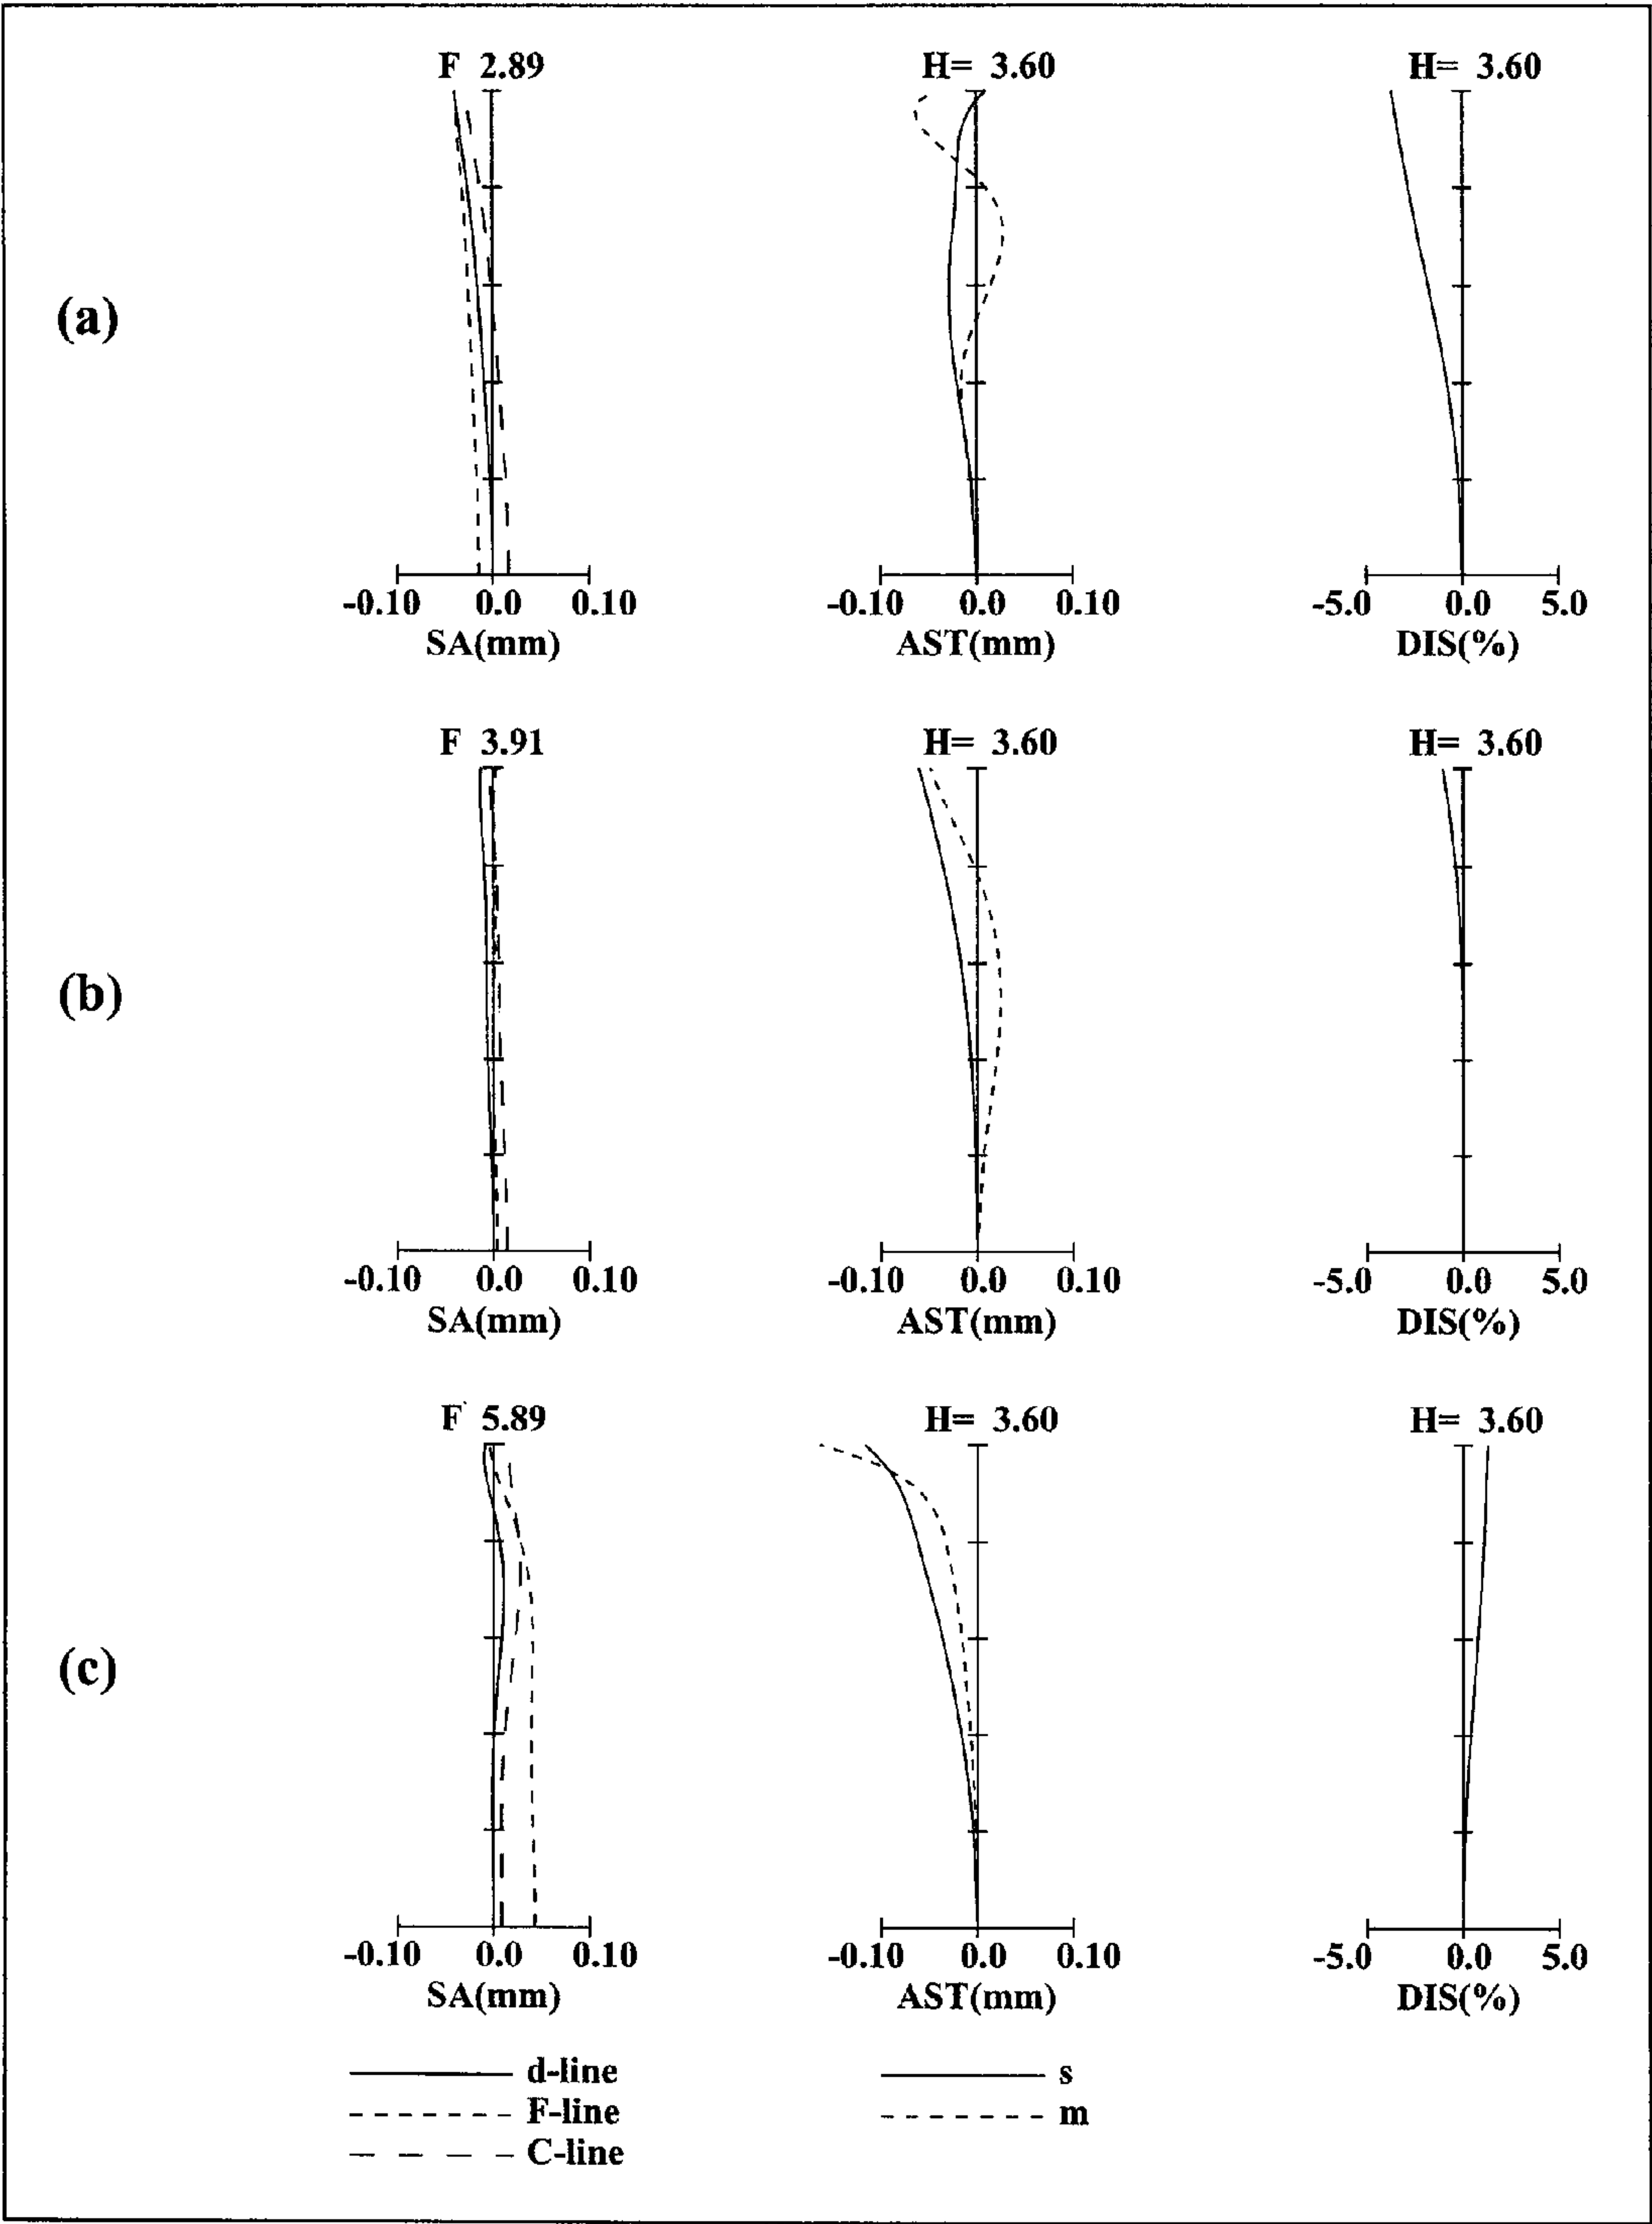 F 2.89 H= 3.60 H= 3.60
(a)
-0.10 0.0 0.10 -0.10 0.0 0.10 -5.0 0.0 5.0
SA(mm) AST(mm) DIS(%)
F 3.91 H= 3.60 H= 3.60
(b)
-0.10 0.0 0.10 -0.10 0.0 0.10 -5.0 0.0 5.0
SA(mm) AST(mm) DIS(%)
F 5.89 H= 3.60 H= 3.60
(c)
-0.10 0.0 0.10 -0.10 0.0 0.10 -5.0 0.0 5.0
SA(mm) AST(mm) DIS(%)
d-line s
F-line m
C-line